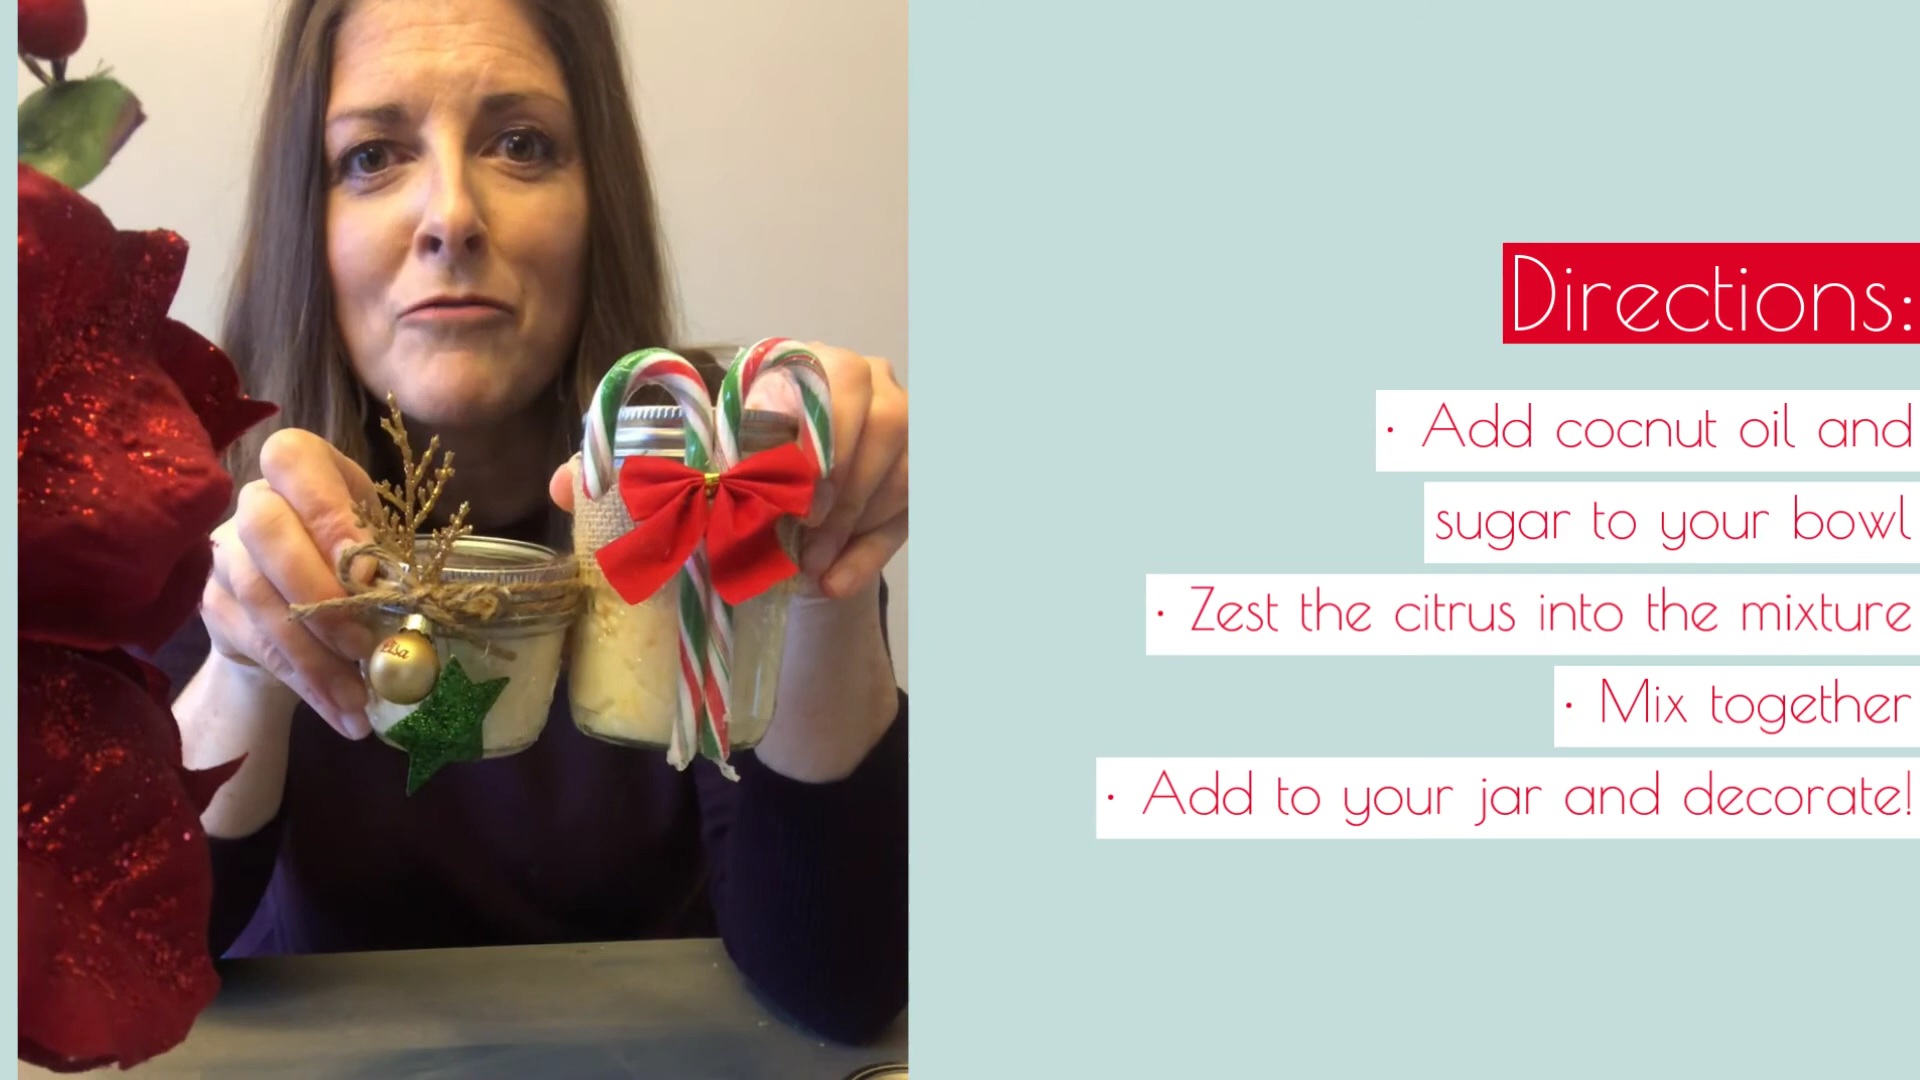 Directions:
· Add cocnut oil and
sugar to your bowl
· Zest the citrus into the mixture
· Mix together
· Add to your jar and decorate!